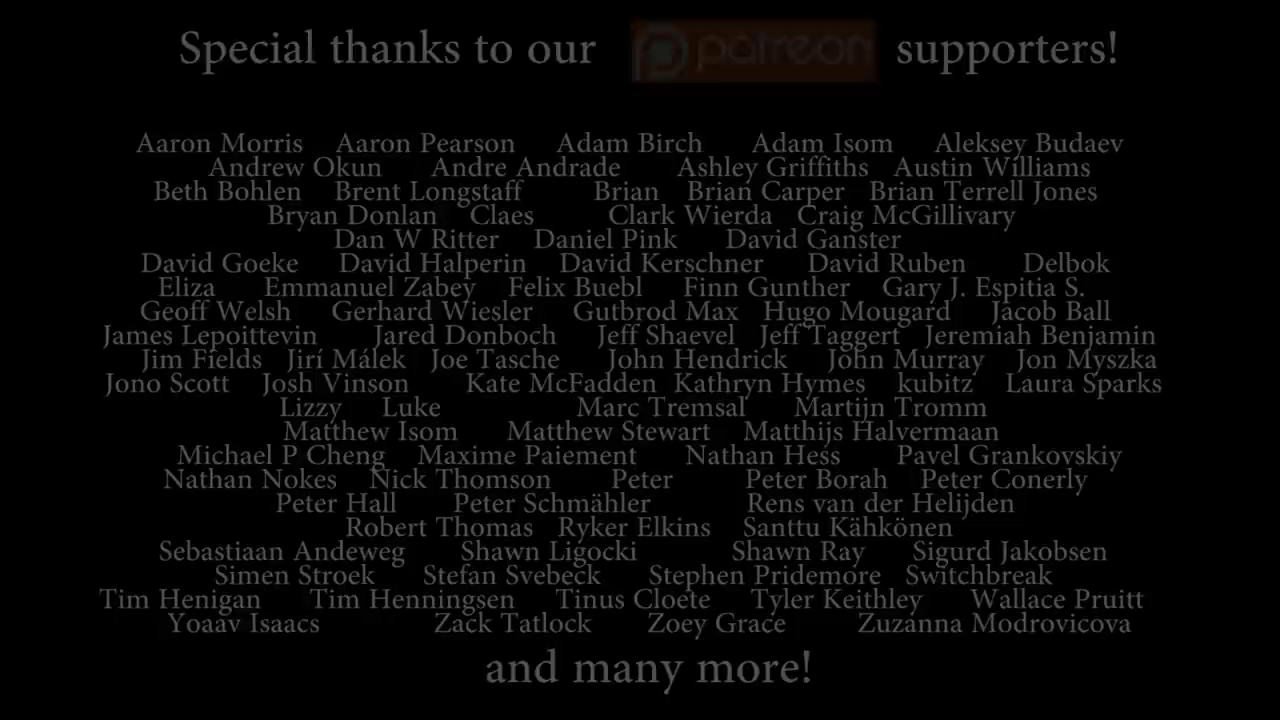 Special thanks to our patreon supporters!
Aaron Morris Aaron Pearson Adam Birch Adam Isom Aleksey Budaev
Andrew Okun Andre Andrade Ashley Griffiths Austin Williams
Beth Bohlen Brent Longstaff Brian Brian Carper Brian Terrell Jones
Bryan Donlan Claes Clark Wierda Craig McGillivary
Dan W Ritter Daniel Pink David Ganster
David Goeke David Halperin David Kerschner David Ruben Delbok
Eliza Emmanuel Zabey Felix Buebl Finn Gunther Gary J. Espitia S.
Geoff Welsh Gerhard Wiesler Gutbrod Max Hugo Mougard Jacob Ball
James Lepoittevin Jared Donboch Jeff Shaevel Jeff Taggert Jeremiah Benjamin
Jim Fields Jirí Málek Joe Tasche John Hendrick John Murray Jon Myszka
Jono Scott Josh Vinson Kate McFadden Kathryn Hymes kubitz Laura Sparks
Lizzy Luke Marc Tremsal Martijn Tromm
Matthew Isom Matthew Stewart Matthijs Halvermaan
Michael P Cheng Maxime Paiement Nathan Hess Pavel Grankovskiy
Nathan Nokes Nick Thomson Peter Peter Borah Peter Conerly
Peter Hall Peter Schmähler Rens van der Helijden
Robert Thomas Ryker Elkins Santtu Kähkönen
Sebastiaan Andeweg Shawn Ligocki Shawn Ray Sigurd Jakobsen
Simen Stroek Stefan Svebeck Stephen Pridemore Switchbreak
Tim Henigan Tim Henningsen Tinus Cloete Tyler Keithley Wallace Pruitt
Yoaav Isaacs Zack Tatlock Zoey Grace Zuzanna Modrovicova
and many more!